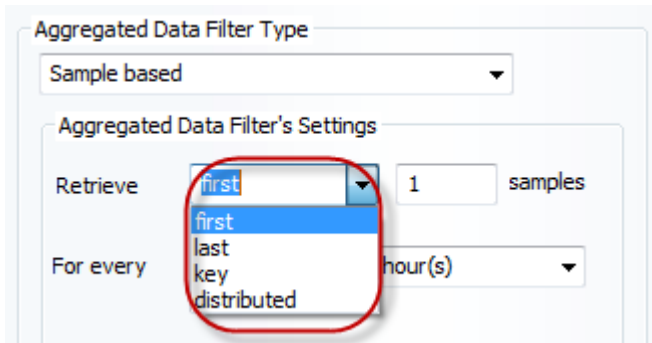 Aggregated Data Filter Type
Sample based
Aggregated Data Filter's Settings
Retrieve first 1 samples
first
last
For every key hour(s)
distributed